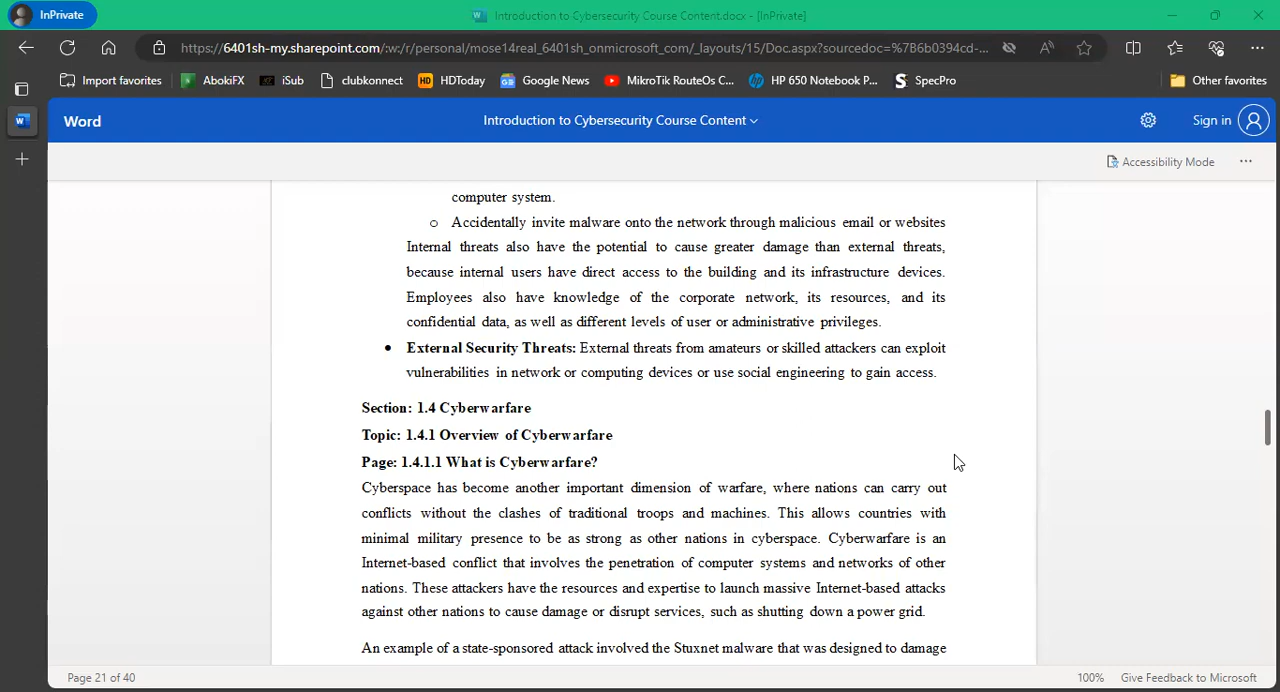 InPrivate
Introduction to Cybersecurity Course Content.docx - [InPrivate]
https://6401sh-my.sharepoint.com/:w:/r/personal/mose14real_6401sh_onmicrosoft_com/_layouts/15/Doc.aspx?sourcedoc=%7B6b0394cd-...
Import favorites AbokiFX iSub clubkonnect HDToday Google News MikroTik RouteOs C... HP 650 Notebook P... SpecPro Other favorites
Word
Introduction to Cybersecurity Course Content
Sign in
Accessibility Mode ...
computer system.
o Accidentally invite malware onto the network through malicious email or websites
Internal threats also have the potential to cause greater damage than external threats,
because internal users have direct access to the building and its infrastructure devices.
Employees also have knowledge of the corporate network, its resources, and its
confidential data, as well as different levels of user or administrative privileges.
• External Security Threats: External threats from amateurs or skilled attackers can exploit
vulnerabilities in network or computing devices or use social engineering to gain access.
Section: 1.4 Cyberwarfare
Topic: 1.4.1 Overview of Cyberwarfare
Page: 1.4.1.1 What is Cyberwarfare?
Cyberspace has become another important dimension of warfare, where nations can carry out
conflicts without the clashes of traditional troops and machines. This allows countries with
minimal military presence to be as strong as other nations in cyberspace. Cyberwarfare is an
Internet-based conflict that involves the penetration of computer systems and networks of other
nations. These attackers have the resources and expertise to launch massive Internet-based attacks
against other nations to cause damage or disrupt services, such as shutting down a power grid.
An example of a state-sponsored attack involved the Stuxnet malware that was designed to damage
Page 21 of 40
100% Give Feedback to Microsoft